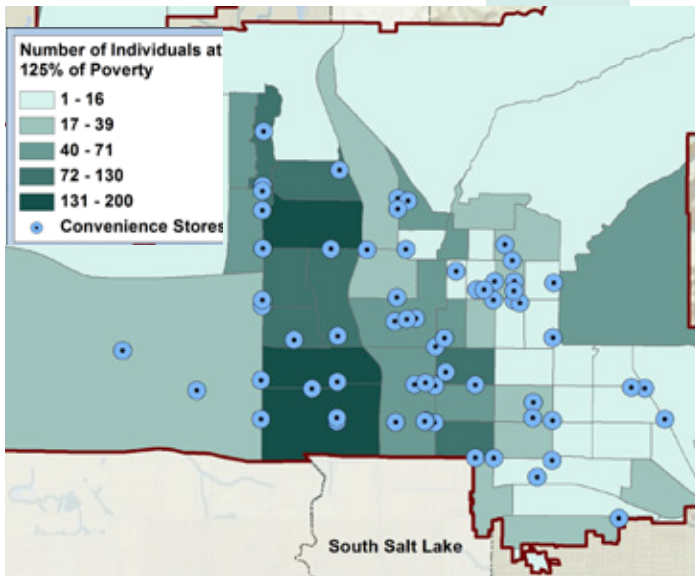 Number of Individuals at
125% of Poverty
1 - 16
17 - 39
40 - 71
72 - 130
131 - 200
Convenience Stores
South Salt Lake